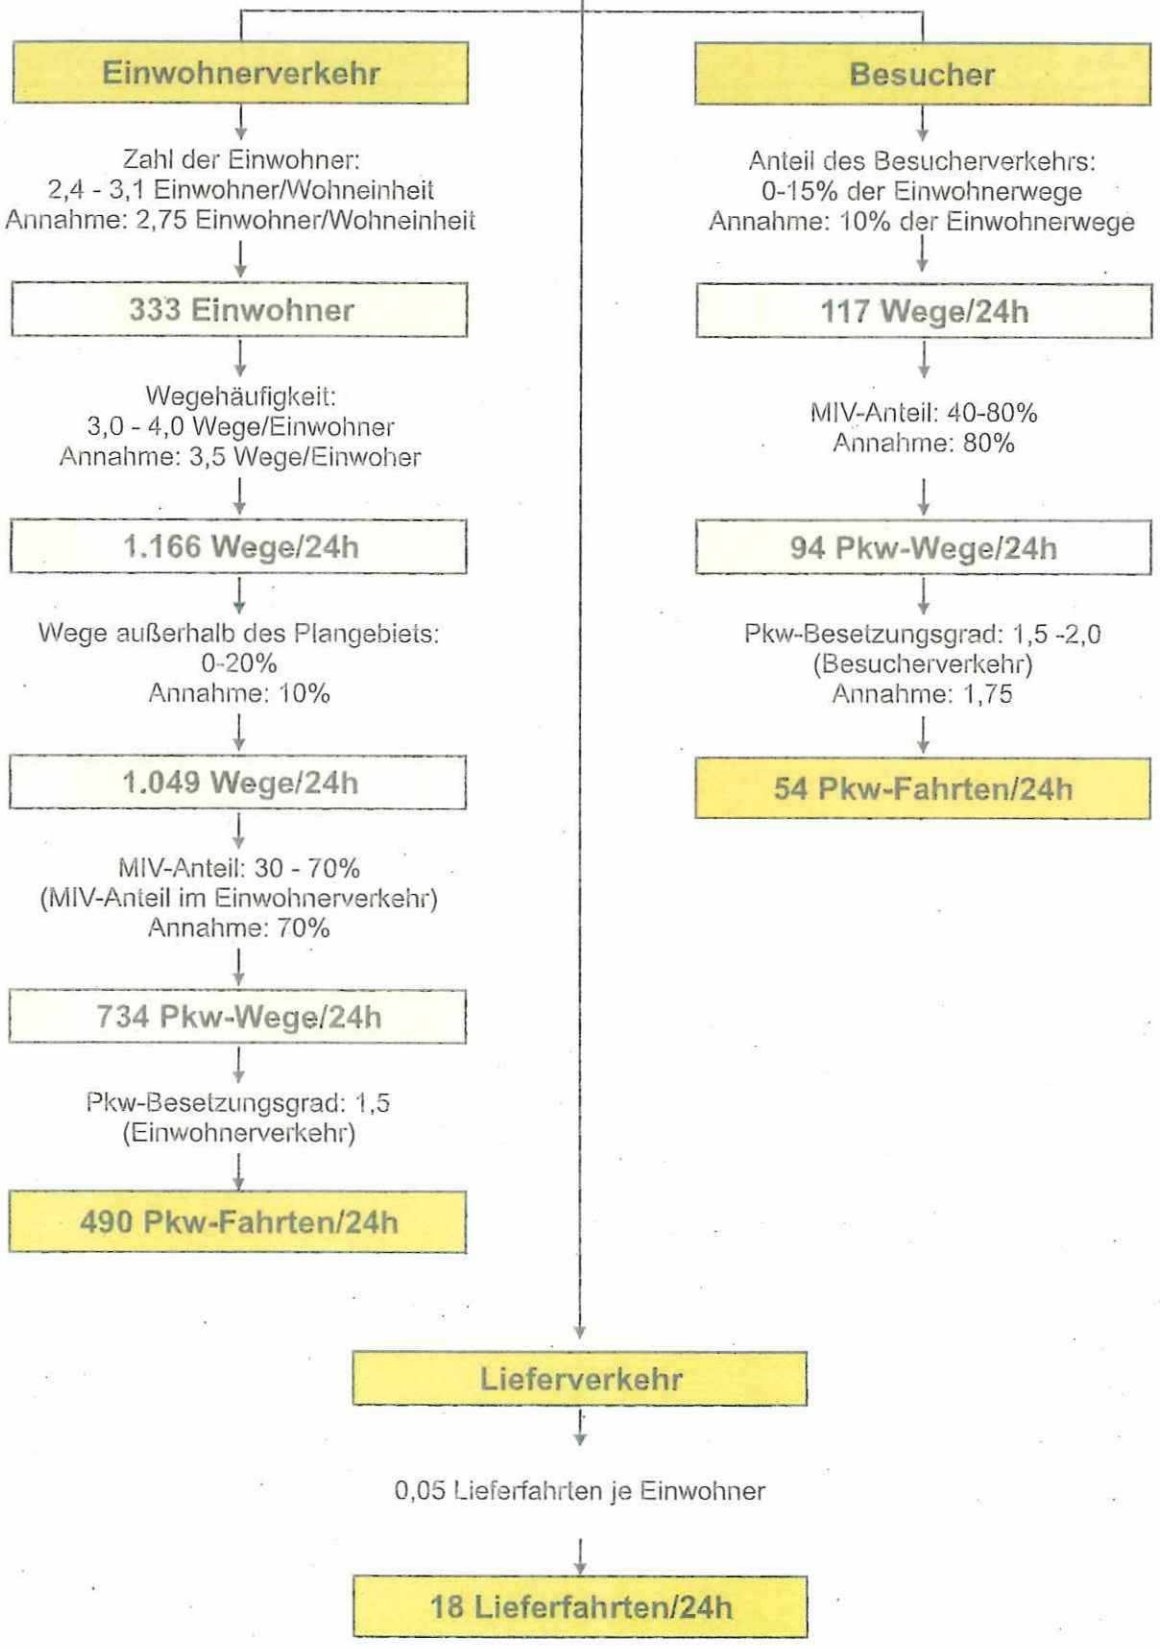 Einwohnerverkehr
Zahl der Einwohner:
2,4 - 3,1 Einwohner/Wohneinheit
Annahme: 2,75 Einwohner/Wohneinheit
333 Einwohner
Wegehäufigkeit:
3,0 - 4,0 Wege/Einwohner
Annahme: 3,5 Wege/Einwoher
1.166 Wege/24h
Wege außerhalb des Plangebiets:
0-20%
Annahme: 10%
1.049 Wege/24h
MIV-Anteil: 30 - 70%
(MIV-Anteil im Einwohnerverkehr)
Annahme: 70%
734 Pkw-Wege/24h
Pkw-Besetzungsgrad: 1,5
(Einwohnerverkehr)
490 Pkw-Fahrten/24h
Besucher
Anteil des Besucherverkehrs:
0-15% der Einwohnerwege
Annahme: 10% der Einwohnerwege
117 Wege/24h
MIV-Anteil: 40-80%
Annahme: 80%
94 Pkw-Wege/24h
Pkw-Besetzungsgrad: 1,5 -2,0
(Besucherverkehr)
Annahme: 1,75
54 Pkw-Fahrten/24h
Lieferverkehr
0,05 Lieferfahrten je Einwohner
18 Lieferfahrten/24h